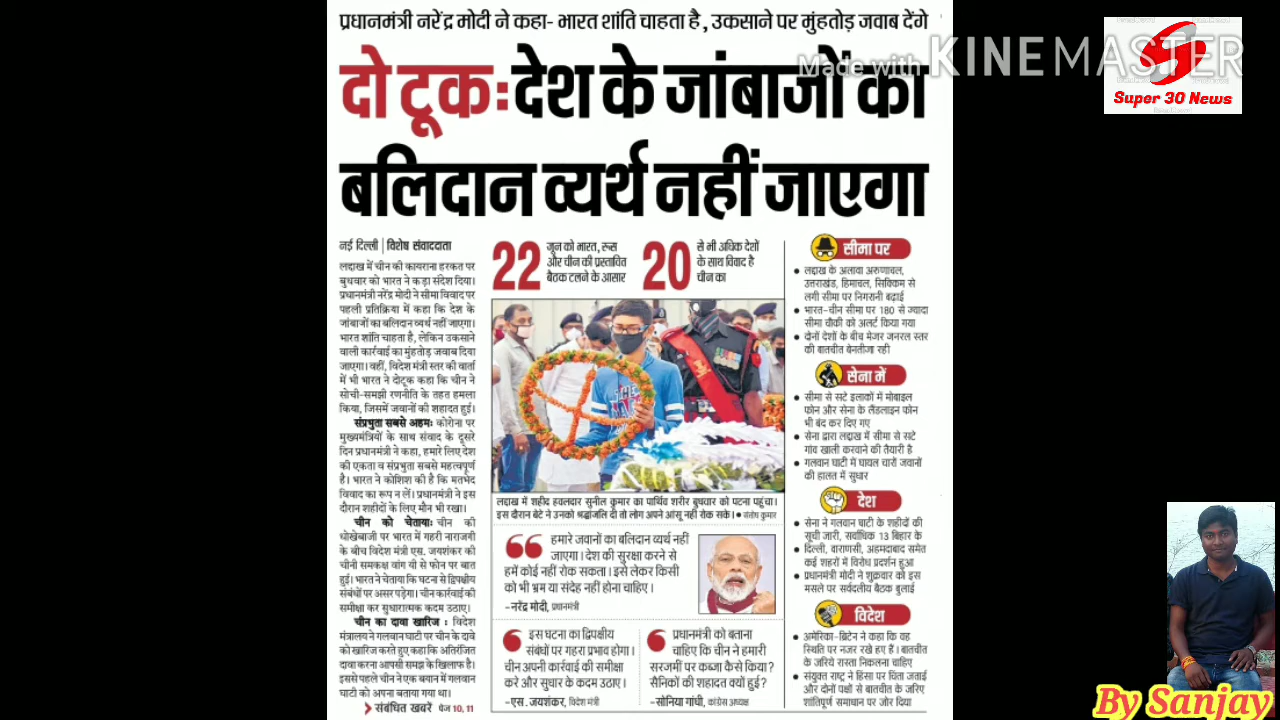 प्रधानमंत्री नरेंद्र मोदी ने कहा- भारत शांति चाहता है, उकसाने पर मुंहतोड़ जवाब देंगे
दो टूक: देश के जांबाजों का
बलिदान व्यर्थ नहीं जाएगा
Made with KINEMASTER
Super 30 News
नई दिल्ली | विशेष संवाददाता
लद्दाख में चीन की कायराना हरकत पर
बुधवार को भारत ने कड़ा संदेश दिया।
प्रधानमंत्री नरेंद्र मोदी ने सीमा विवाद पर
पहली प्रतिक्रिया में कहा कि देश के
जांबाजों का बलिदान व्यर्थ नहीं जाएगा।
भारत शांति चाहता है, लेकिन उकसाने
वाली कार्रवाई का मुंहतोड़ जवाब दिया
जाएगा। वहीं, विदेश मंत्री स्तर की वार्ता
में भी भारत ने दोटूक कहा कि चीन ने
सोची-समझी रणनीति के तहत हमला
किया, जिसमें जवानों की शहादत हुई।
संप्रभुता सबसे अहम: कोरोना पर
मुख्यमंत्रियों के साथ संवाद के दूसरे
दिन प्रधानमंत्री ने कहा, हमारे लिए देश
की एकता व संप्रभुता सबसे महत्वपूर्ण
है। भारत ने कोशिश की है कि मतभेद
विवाद का रूप न लें। प्रधानमंत्री ने इस
दौरान शहीदों के लिए मौन भी रखा।
चीन को चेताया: चीन की
धोखेबाजी पर भारत में गहरी नाराजगी
के बीच विदेश मंत्री एस. जयशंकर की
चीनी समकक्ष वांग यी से फोन पर बात
हुई। भारत ने चेताया कि घटना से द्विपक्षीय
संबंधों पर असर पड़ेगा। चीन कार्रवाई की
समीक्षा कर सुधारात्मक कदम उठाए।
चीन का दावा खारिज : विदेश
मंत्रालय ने गलवान घाटी पर चीन के दावे
को खारिज करते हुए कहा कि अतिरंजित
दावा करना आपसी समझ के खिलाफ है।
इससे पहले चीन ने एक बयान में गलवान
घाटी को अपना बताया गया था।
संबंधित खबरें पेज 10, 11
22 जून को भारत, रूस
और चीन की प्रस्तावित
बैठक टलने के आसार
20 से भी अधिक देशों
के साथ विवाद है
चीन का
लद्दाख में शहीद हवलदार सुनील कुमार का पार्थिव शरीर बुधवार को पटना पहुंचा।
इस दौरान बेटे ने उनको श्रद्धांजलि दी तो लोग अपने आंसू नहीं रोक सके। ● संतोष कुमार
हमारे जवानों का बलिदान व्यर्थ नहीं
जाएगा। देश की सुरक्षा करने से
हमें कोई नहीं रोक सकता। इसे लेकर किसी
को भी भ्रम या संदेह नहीं होना चाहिए।
-नरेंद्र मोदी, प्रधानमंत्री
इस घटना का द्विपक्षीय
संबंधों पर गहरा प्रभाव होगा।
चीन अपनी कार्रवाई की समीक्षा
करे और सुधार के कदम उठाए।
-एस. जयशंकर, विदेश मंत्री
प्रधानमंत्री को बताना
चाहिए कि चीन ने हमारी
सरजमीं पर कब्जा कैसे किया?
सैनिकों की शहादत क्यों हुई?
-सोनिया गांधी, कांग्रेस अध्यक्ष
सीमा पर
● लद्दाख के अलावा अरुणाचल,
उत्तराखंड, हिमाचल, सिक्किम से
लगी सीमा पर निगरानी बढ़ाई
● भारत-चीन सीमा पर 180 से ज्यादा
सीमा चौकी को अलर्ट किया गया
● दोनों देशों के बीच मेजर जनरल स्तर
की बातचीत बेनतीजा रही
सेना में
● सीमा से सटे इलाकों में मोबाइल
फोन और सेना के लैंडलाइन फोन
भी बंद कर दिए गए
● सेना द्वारा लद्दाख में सीमा से सटे
गांव खाली करवाने की तैयारी है
● गलवान घाटी में घायल चारों जवानों
की हालत में सुधार
देश
● सेना ने गलवान घाटी के शहीदों की
सूची जारी, सर्वाधिक 13 बिहार के
● दिल्ली, वाराणसी, अहमदाबाद समेत
कई शहरों में विरोध प्रदर्शन हुआ
● प्रधानमंत्री मोदी ने शुक्रवार को इस
मसले पर सर्वदलीय बैठक बुलाई
विदेश
● अमेरिका-ब्रिटेन ने कहा कि वह
स्थिति पर नजर रखे हुए हैं। बातचीत
के जरिये रास्ता निकलना चाहिए
● संयुक्त राष्ट्र ने हिंसा पर चिंता जताई
और दोनों पक्षों से बातचीत के जरिए
शांतिपूर्ण समाधान पर जोर दिया
By Sanjay